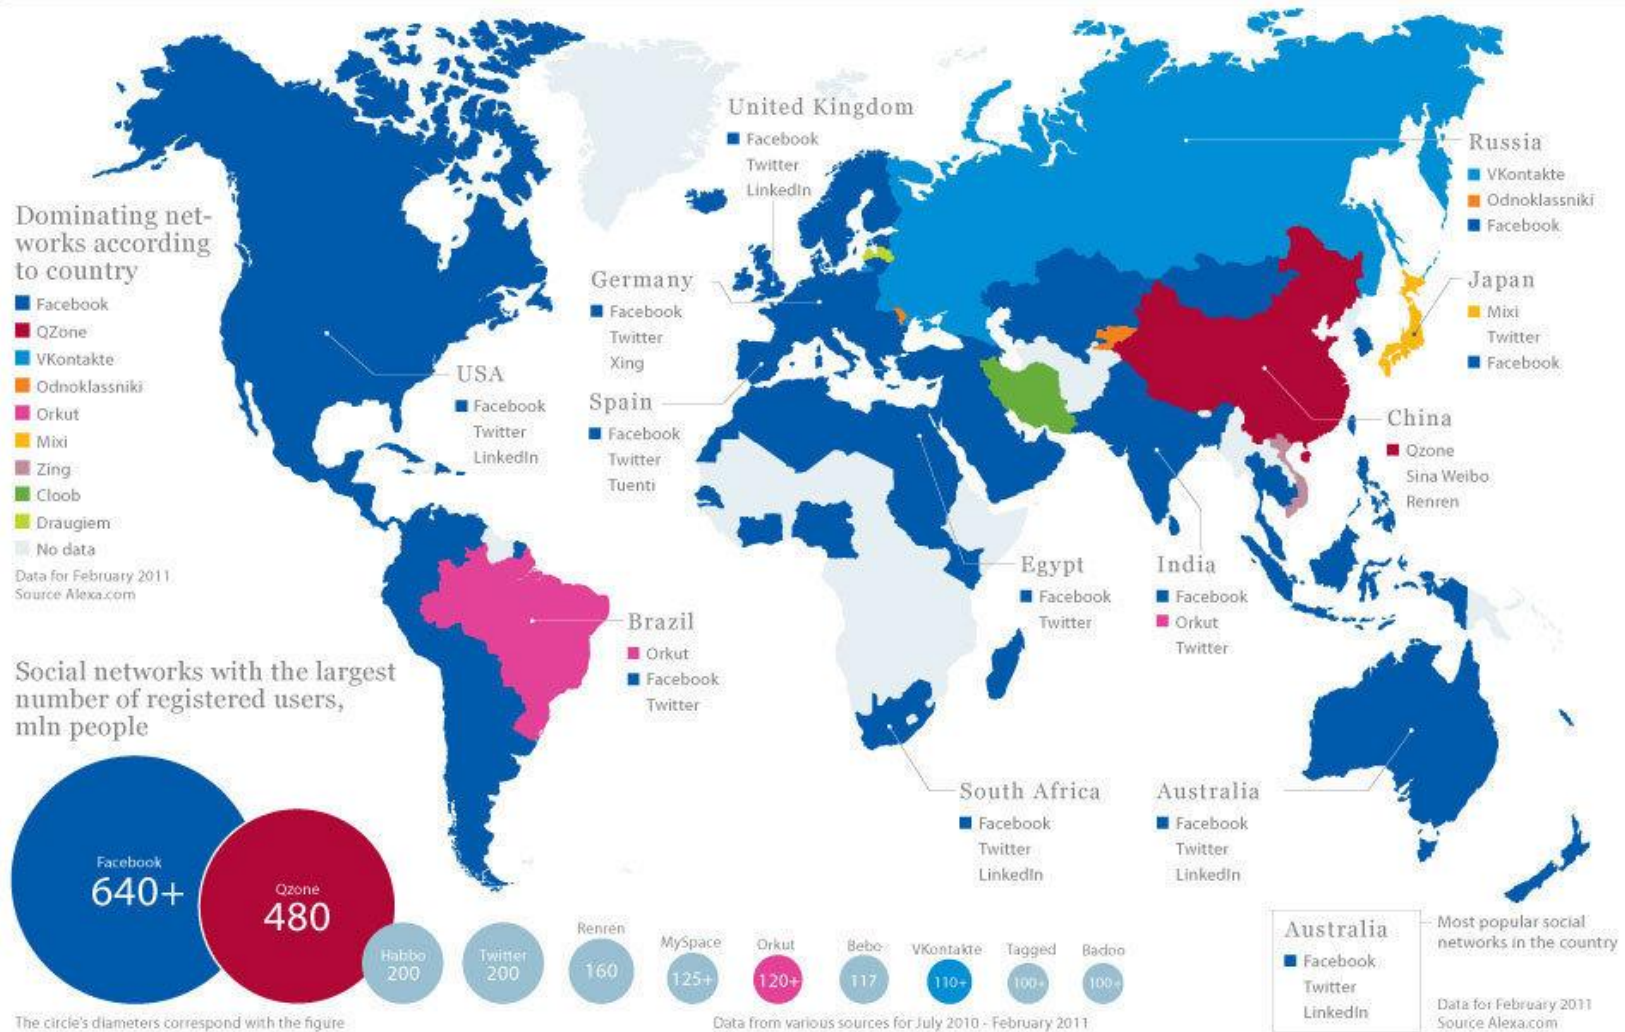 United Kingdom
Facebook
Twitter
LinkedIn
Russia
VKontakte
Odnoklassniki
Facebook
Dominating net-
works according
to country
Facebook
QZone
VKontakte
Odnoklassniki
Orkut
Mixi
Zing
Cloob
Draugiem
No data
Data for February 2011
Source Alexa.com
Germany
Facebook
Twitter
Xing
Japan
Mixi
Twitter
Facebook
USA
Facebook
Twitter
LinkedIn
Spain
Facebook
Twitter
Tuenti
China
Qzone
Sina Weibo
Renren
Egypt
Facebook
Twitter
India
Facebook
Orkut
Twitter
Brazil
Orkut
Facebook
Twitter
South Africa
Facebook
Twitter
LinkedIn
Australia
Facebook
Twitter
LinkedIn
Social networks with the largest
number of registered users,
mln people
Facebook
640+
Qzone
480
Habbo
200
Twitter
200
Renren
160
MySpace
125+
Orkut
120+
Bebo
117
VKontakte
110+
Tagged
100+
Badoo
100+
The circle's diameters correspond with the figure
Data from various sources for July 2010 - February 2011
Australia
Facebook
Twitter
LinkedIn
Most popular social
networks in the country
Data for February 2011
Source Alexa.com